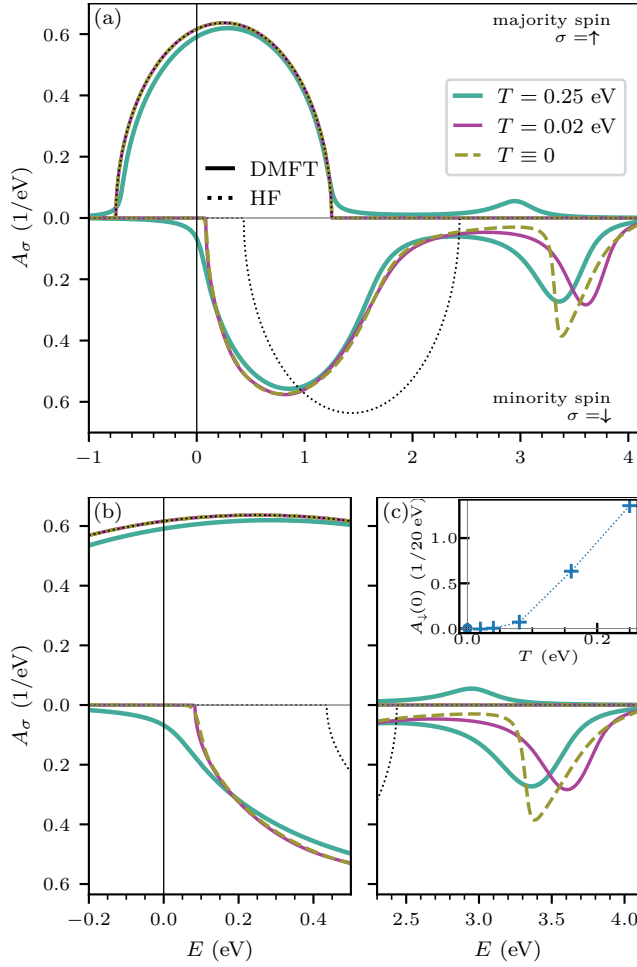 (a)
majority spin
σ =↑
T = 0.25 eV
T = 0.02 eV
T ≡ 0
DMFT
HF
A_σ (1/eV)
0.6
0.4
0.2
0.0
0.2
0.4
0.6
minority spin
σ =↓
−1 0 1 2 3 4
(b)
(c)
A_σ (1/eV)
0.6
0.4
0.2
0.0
0.2
0.4
0.6
−0.2 0.0 0.2 0.4
E (eV)
A_↓(0) (1/20 eV)
1.0
0.5
0.0
0.0 0.2
T (eV)
2.5 3.0 3.5 4.0
E (eV)